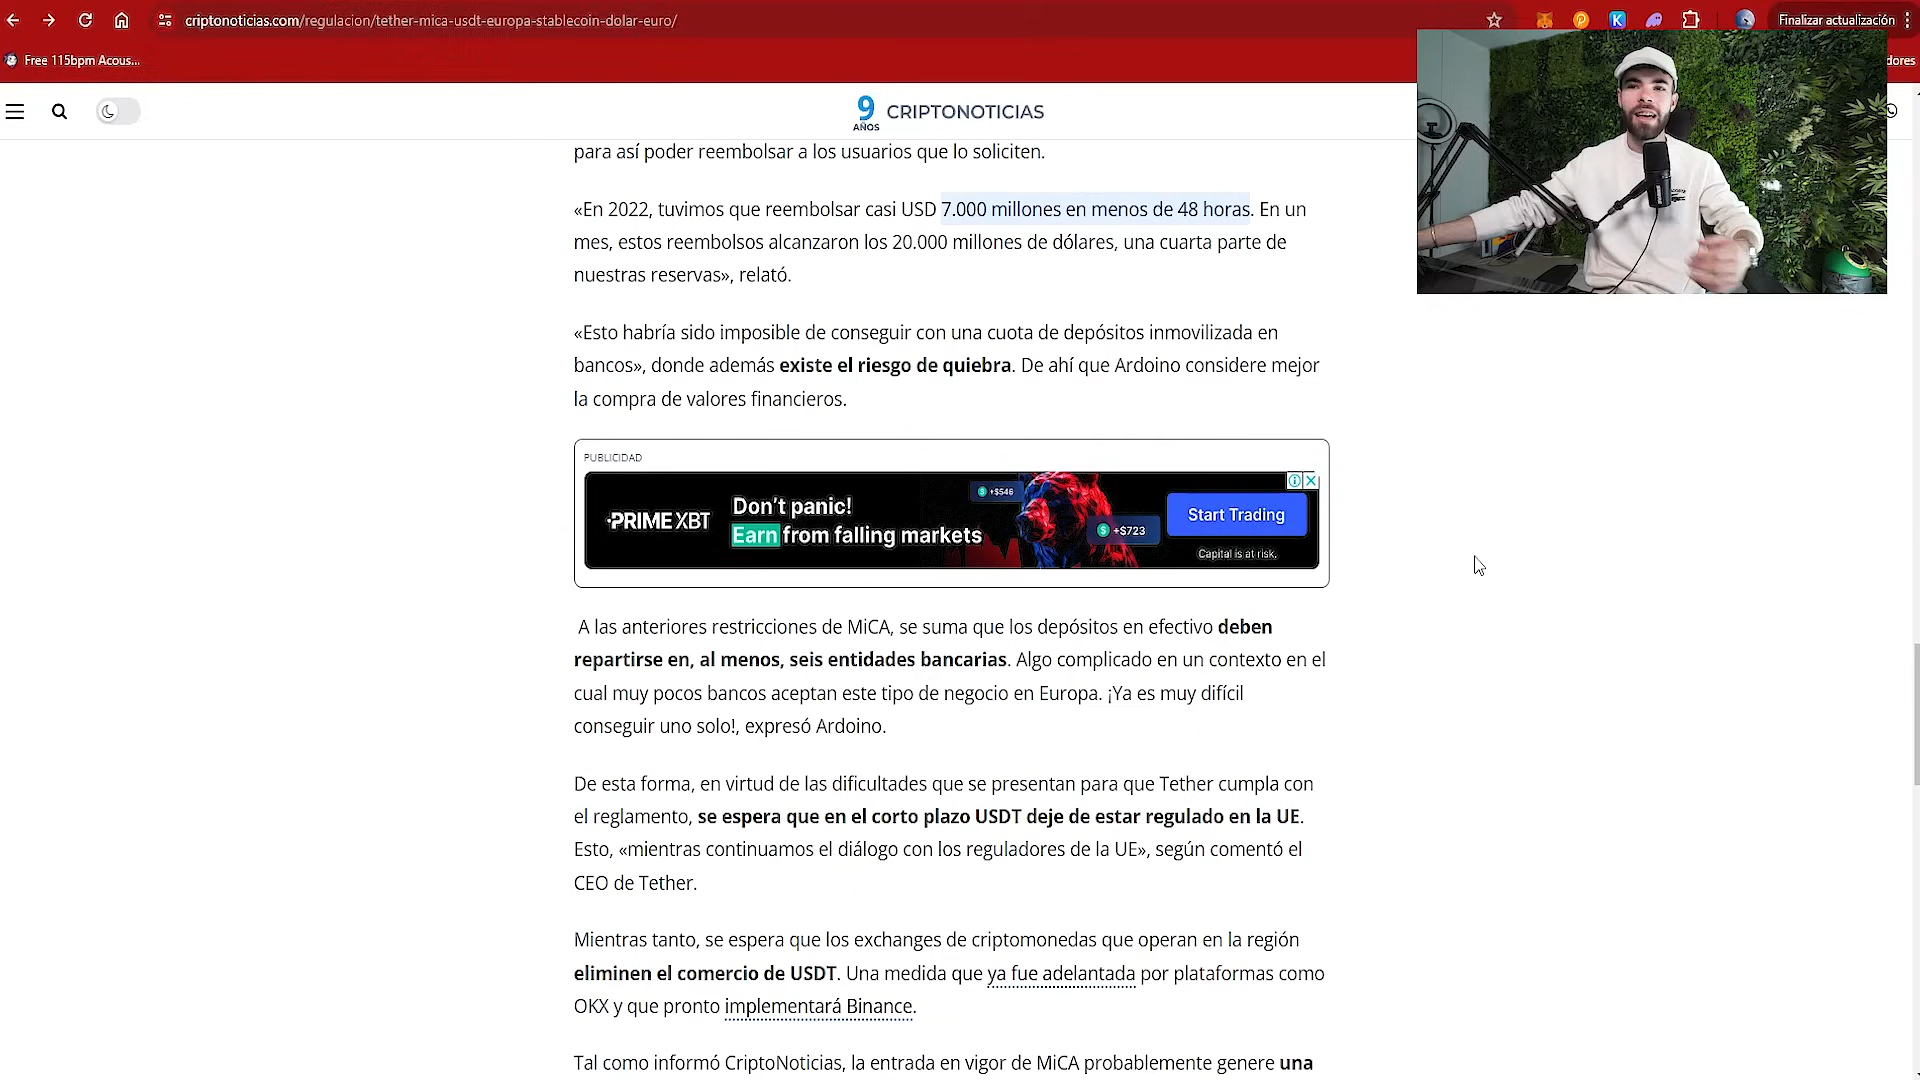 criptonoticias.com/regulacion/tether-mica-usdt-europa-stablecoin-dolar-euro/
Finalizar actualización
Free 115bpm Acous...
dores
9
AÑOS
CRIPTONOTICIAS
para así poder reembolsar a los usuarios que lo soliciten.
«En 2022, tuvimos que reembolsar casi USD 7.000 millones en menos de 48 horas. En un
mes, estos reembolsos alcanzaron los 20.000 millones de dólares, una cuarta parte de
nuestras reservas», relató.
«Esto habría sido imposible de conseguir con una cuota de depósitos inmovilizada en
bancos», donde además existe el riesgo de quiebra. De ahí que Ardoino considere mejor
la compra de valores financieros.
PUBLICIDAD
PRIME XBT
Don't panic!
Earn from falling markets
+$546
+$723
Start Trading
Capital is at risk.
A las anteriores restricciones de MiCA, se suma que los depósitos en efectivo deben
repartirse en, al menos, seis entidades bancarias. Algo complicado en un contexto en el
cual muy pocos bancos aceptan este tipo de negocio en Europa. ¡Ya es muy difícil
conseguir uno solo!, expresó Ardoino.
De esta forma, en virtud de las dificultades que se presentan para que Tether cumpla con
el reglamento, se espera que en el corto plazo USDT deje de estar regulado en la UE.
Esto, «mientras continuamos el diálogo con los reguladores de la UE», según comentó el
CEO de Tether.
Mientras tanto, se espera que los exchanges de criptomonedas que operan en la región
eliminen el comercio de USDT. Una medida que ya fue adelantada por plataformas como
OKX y que pronto implementará Binance.
Tal como informó CriptoNoticias, la entrada en vigor de MiCA probablemente genere una